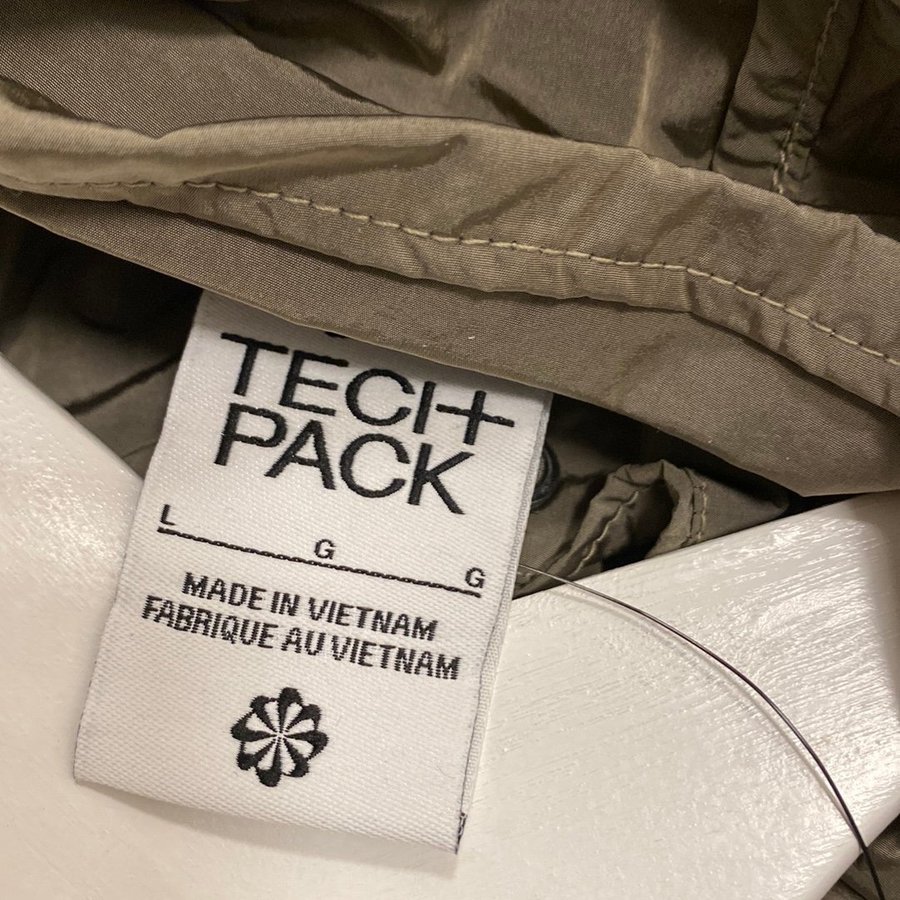 TECH
PACK
L
G
G
MADE IN VIETNAM
FABRIQUE AU VIETNAM